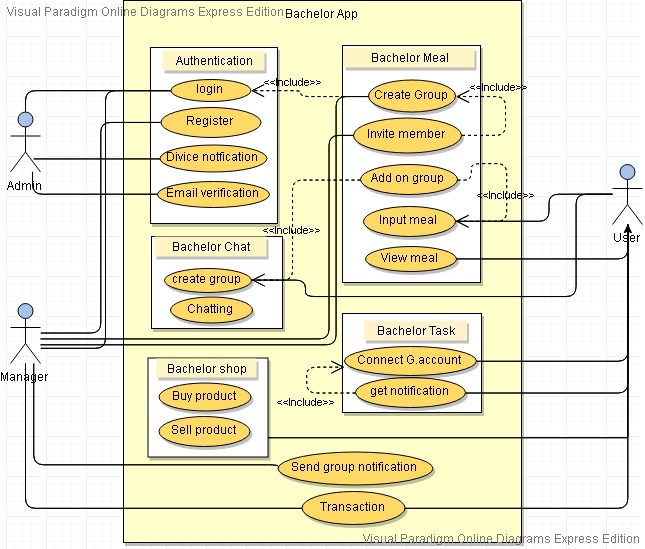 Visual Paradigm Online Diagrams Express Edition
Bachelor App
Authentication
login
Register
Divice notfication
Email verification
<<Include>>
Bachelor Meal
Create Group
<<Include>>
Invite member
Add on group
<<Include>>
Input meal
View meal
Admin
User
<<Include>>
Bachelor Chat
create group
Chatting
Manager
Bachelor Task
Connect G.account
get notification
<<Include>>
Bachelor shop
Buy product
Sell product
Send group notification
Transaction
Visual Paradigm Online Diagrams Express Edition